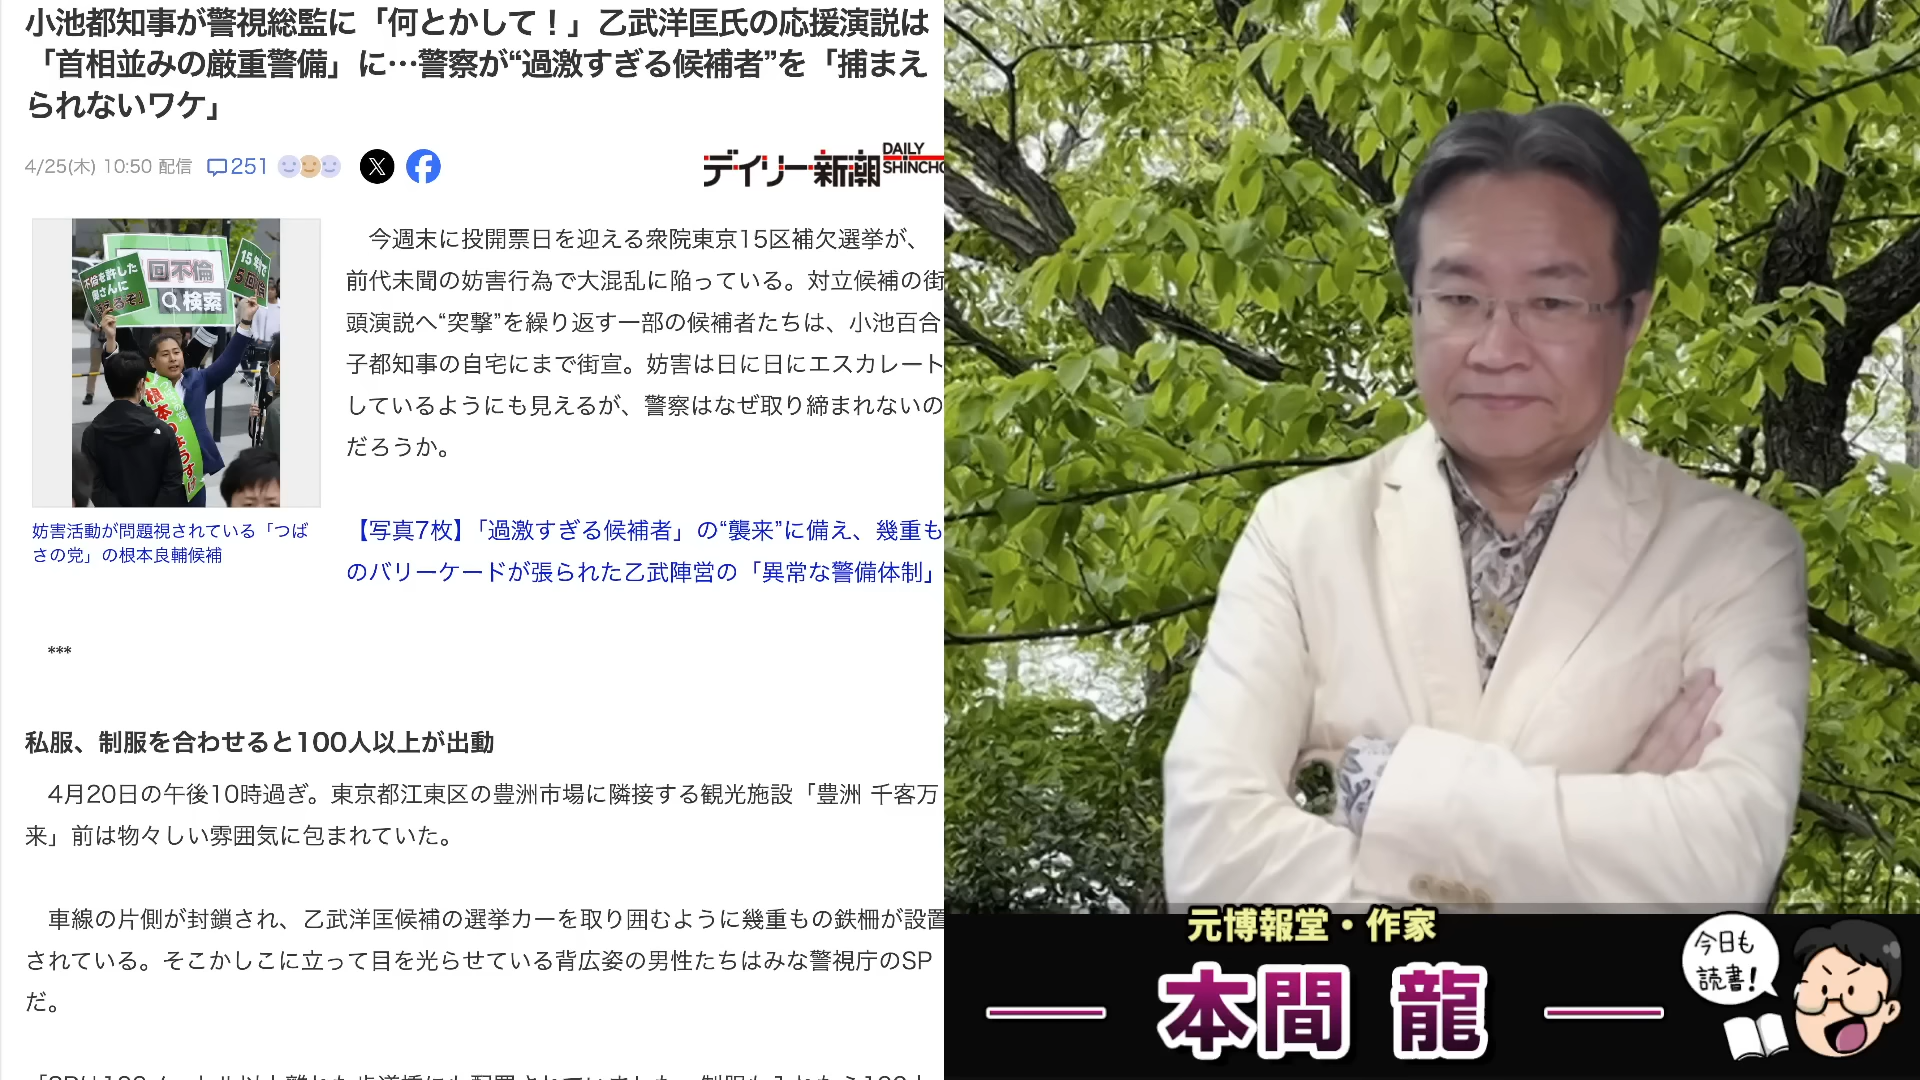 小池都知事が警視総監に「何とかして！」乙武洋匡氏の応援演説は
「首相並みの厳重警備」に…警察が“過激すぎる候補者”を「捕まえ
られないワケ」
4/25(木) 10:50 配信
251
デイリー新潮
DAILY
SHINCHO
回不倫
検索
不倫を許した
15年で
5回
妨害活動が問題視されている「つば
さの党」の根本良輔候補
今週末に投開票日を迎える衆院東京15区補欠選挙が、
前代未聞の妨害行為で大混乱に陥っている。対立候補の街
頭演説へ“突撃”を繰り返す一部の候補者たちは、小池百合
子都知事の自宅にまで街宣。妨害は日に日にエスカレート
しているようにも見えるが、警察はなぜ取り締まれないの
だろうか。
【写真7枚】「過激すぎる候補者」の“襲来”に備え、幾重も
のバリーケードが張られた乙武陣営の「異常な警備体制」
***
私服、制服を合わせると100人以上が出動
4月20日の午後10時過ぎ。東京都江東区の豊洲市場に隣接する観光施設「豊洲 千客万
来」前は物々しい雰囲気に包まれていた。
車線の片側が封鎖され、乙武洋匡候補の選挙カーを取り囲むように幾重もの鉄柵が設置
されている。そこかしこに立って目を光らせている背広姿の男性たちはみな警視庁のSP
だ。
元博報堂・作家
本間 龍
今日も
読書！